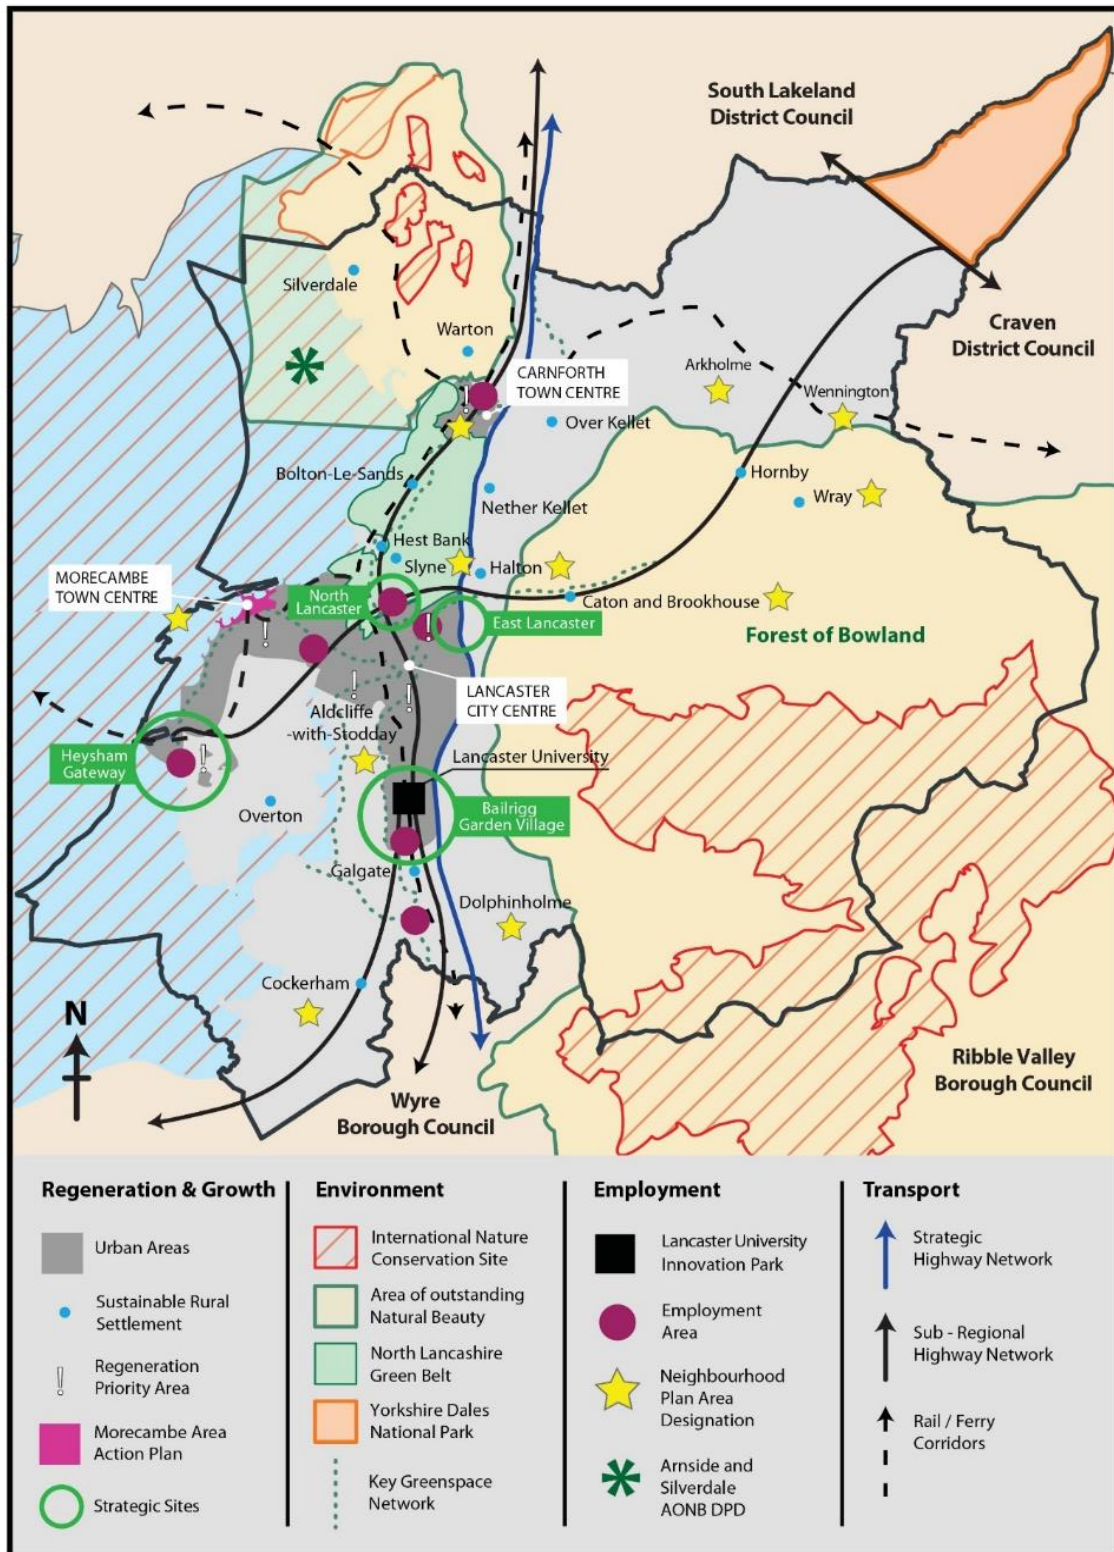 South Lakeland
District Council
Silverdale
Warton
CARNFORTH
TOWN CENTRE
Craven
District Council
Arkholme
Wennington
Over Kellet
Bolton-Le-Sands
Hornby
Wray
Nether Kellet
Hest Bank
Slyne
Halton
MORECAMBE
TOWN CENTRE
North
Lancaster
East Lancaster
Caton and Brookhouse
Forest of Bowland
LANCASTER
CITY CENTRE
Aldcliffe
-with-Stodday
Heysham
Gateway
Lancaster University
Overton
Bailrigg
Garden Village
Galgate
Dolphinholme
Cockerham
N
Wyre
Borough Council
Ribble Valley
Borough Council
Regeneration & Growth
Urban Areas
Sustainable Rural
Settlement
Regeneration
Priority Area
Morecambe Area
Action Plan
Strategic Sites
Environment
International Nature
Conservation Site
Area of outstanding
Natural Beauty
North Lancashire
Green Belt
Yorkshire Dales
National Park
Key Greenspace
Network
Employment
Lancaster University
Innovation Park
Employment
Area
Neighbourhood
Plan Area
Designation
Arnside and
Silverdale
AONB DPD
Transport
Strategic
Highway Network
Sub - Regional
Highway Network
Rail / Ferry
Corridors